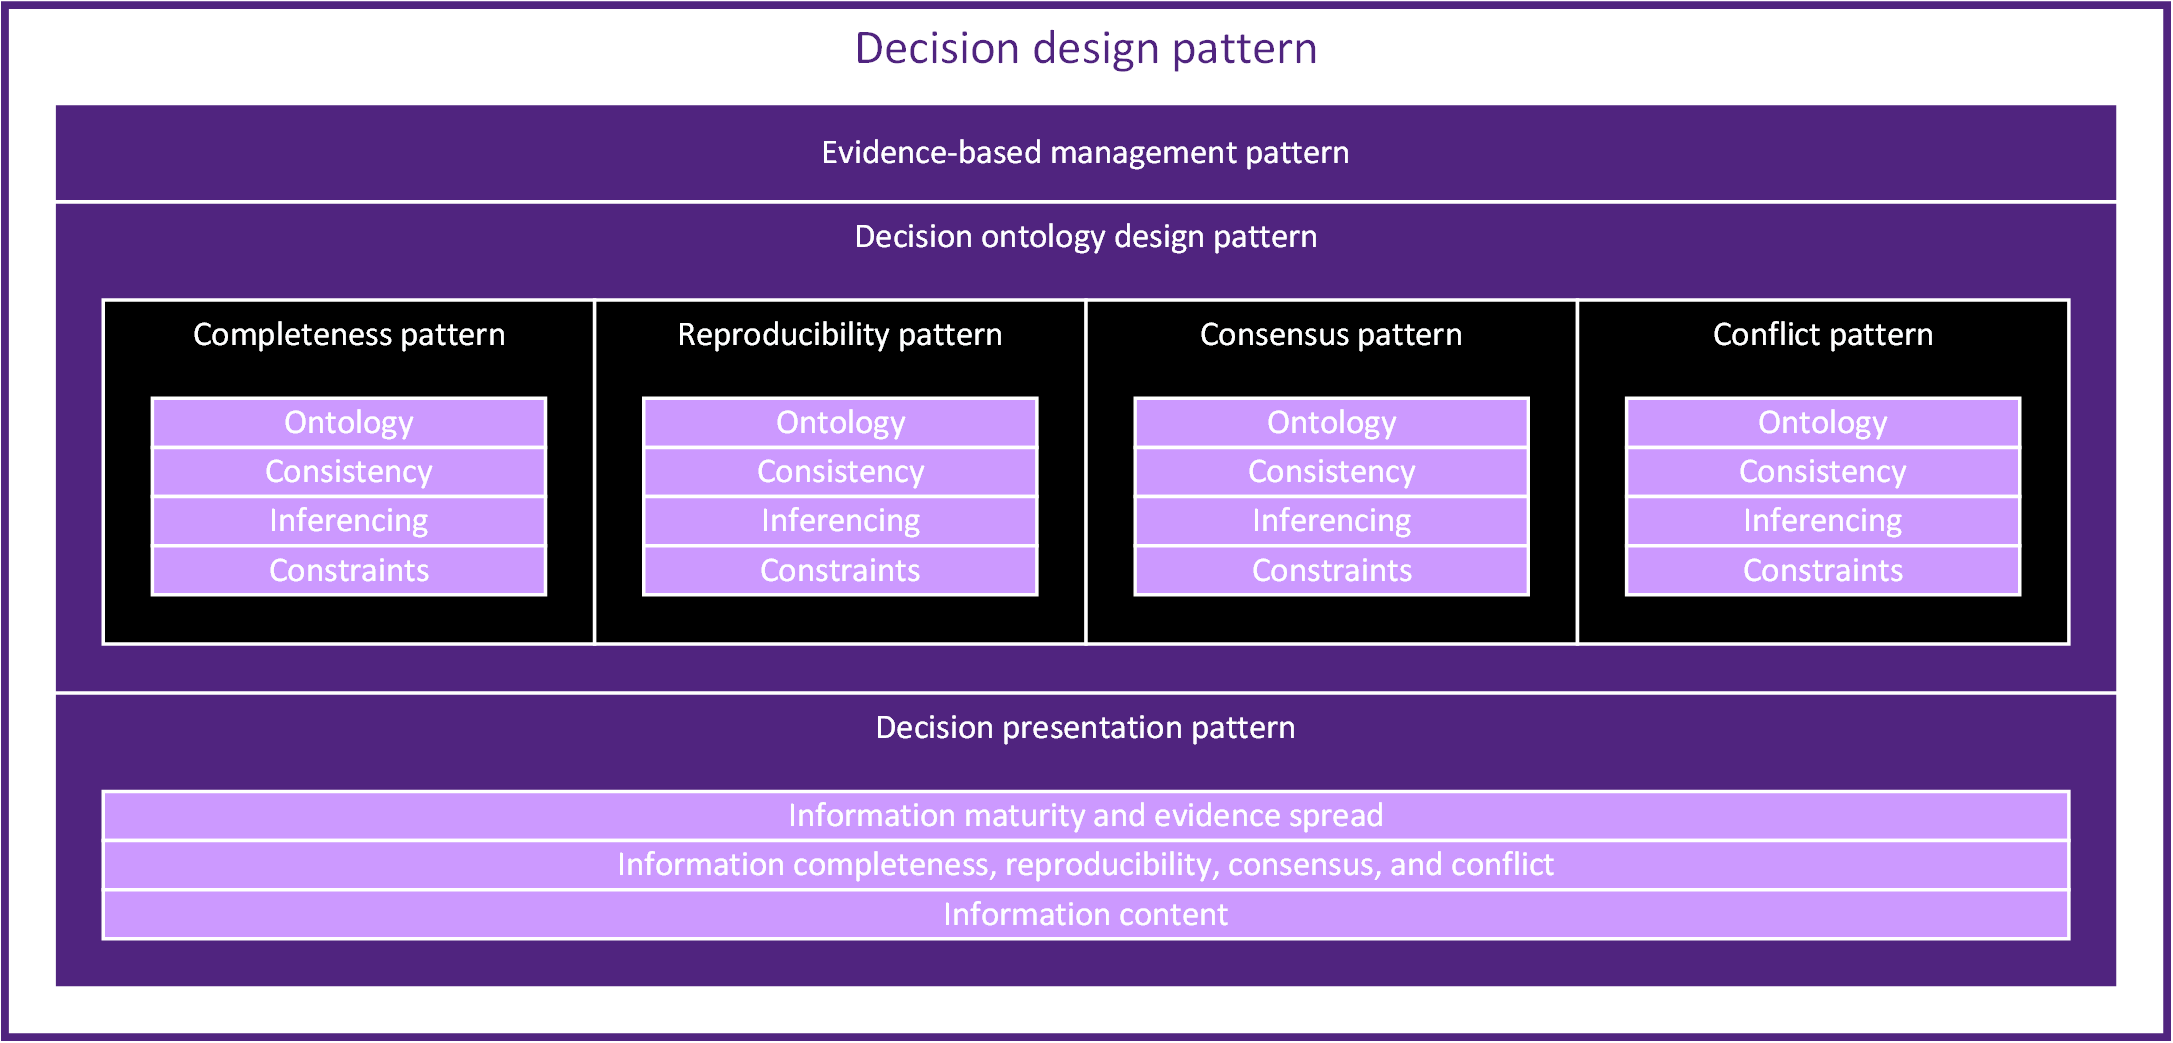 Decision design pattern
Evidence-based management pattern
Decision ontology design pattern
Completeness pattern
Ontology
Consistency
Inferencing
Constraints
Reproducibility pattern
Ontology
Consistency
Inferencing
Constraints
Consensus pattern
Ontology
Consistency
Inferencing
Constraints
Conflict pattern
Ontology
Consistency
Inferencing
Constraints
Decision presentation pattern
Information maturity and evidence spread
Information completeness, reproducibility, consensus, and conflict
Information content